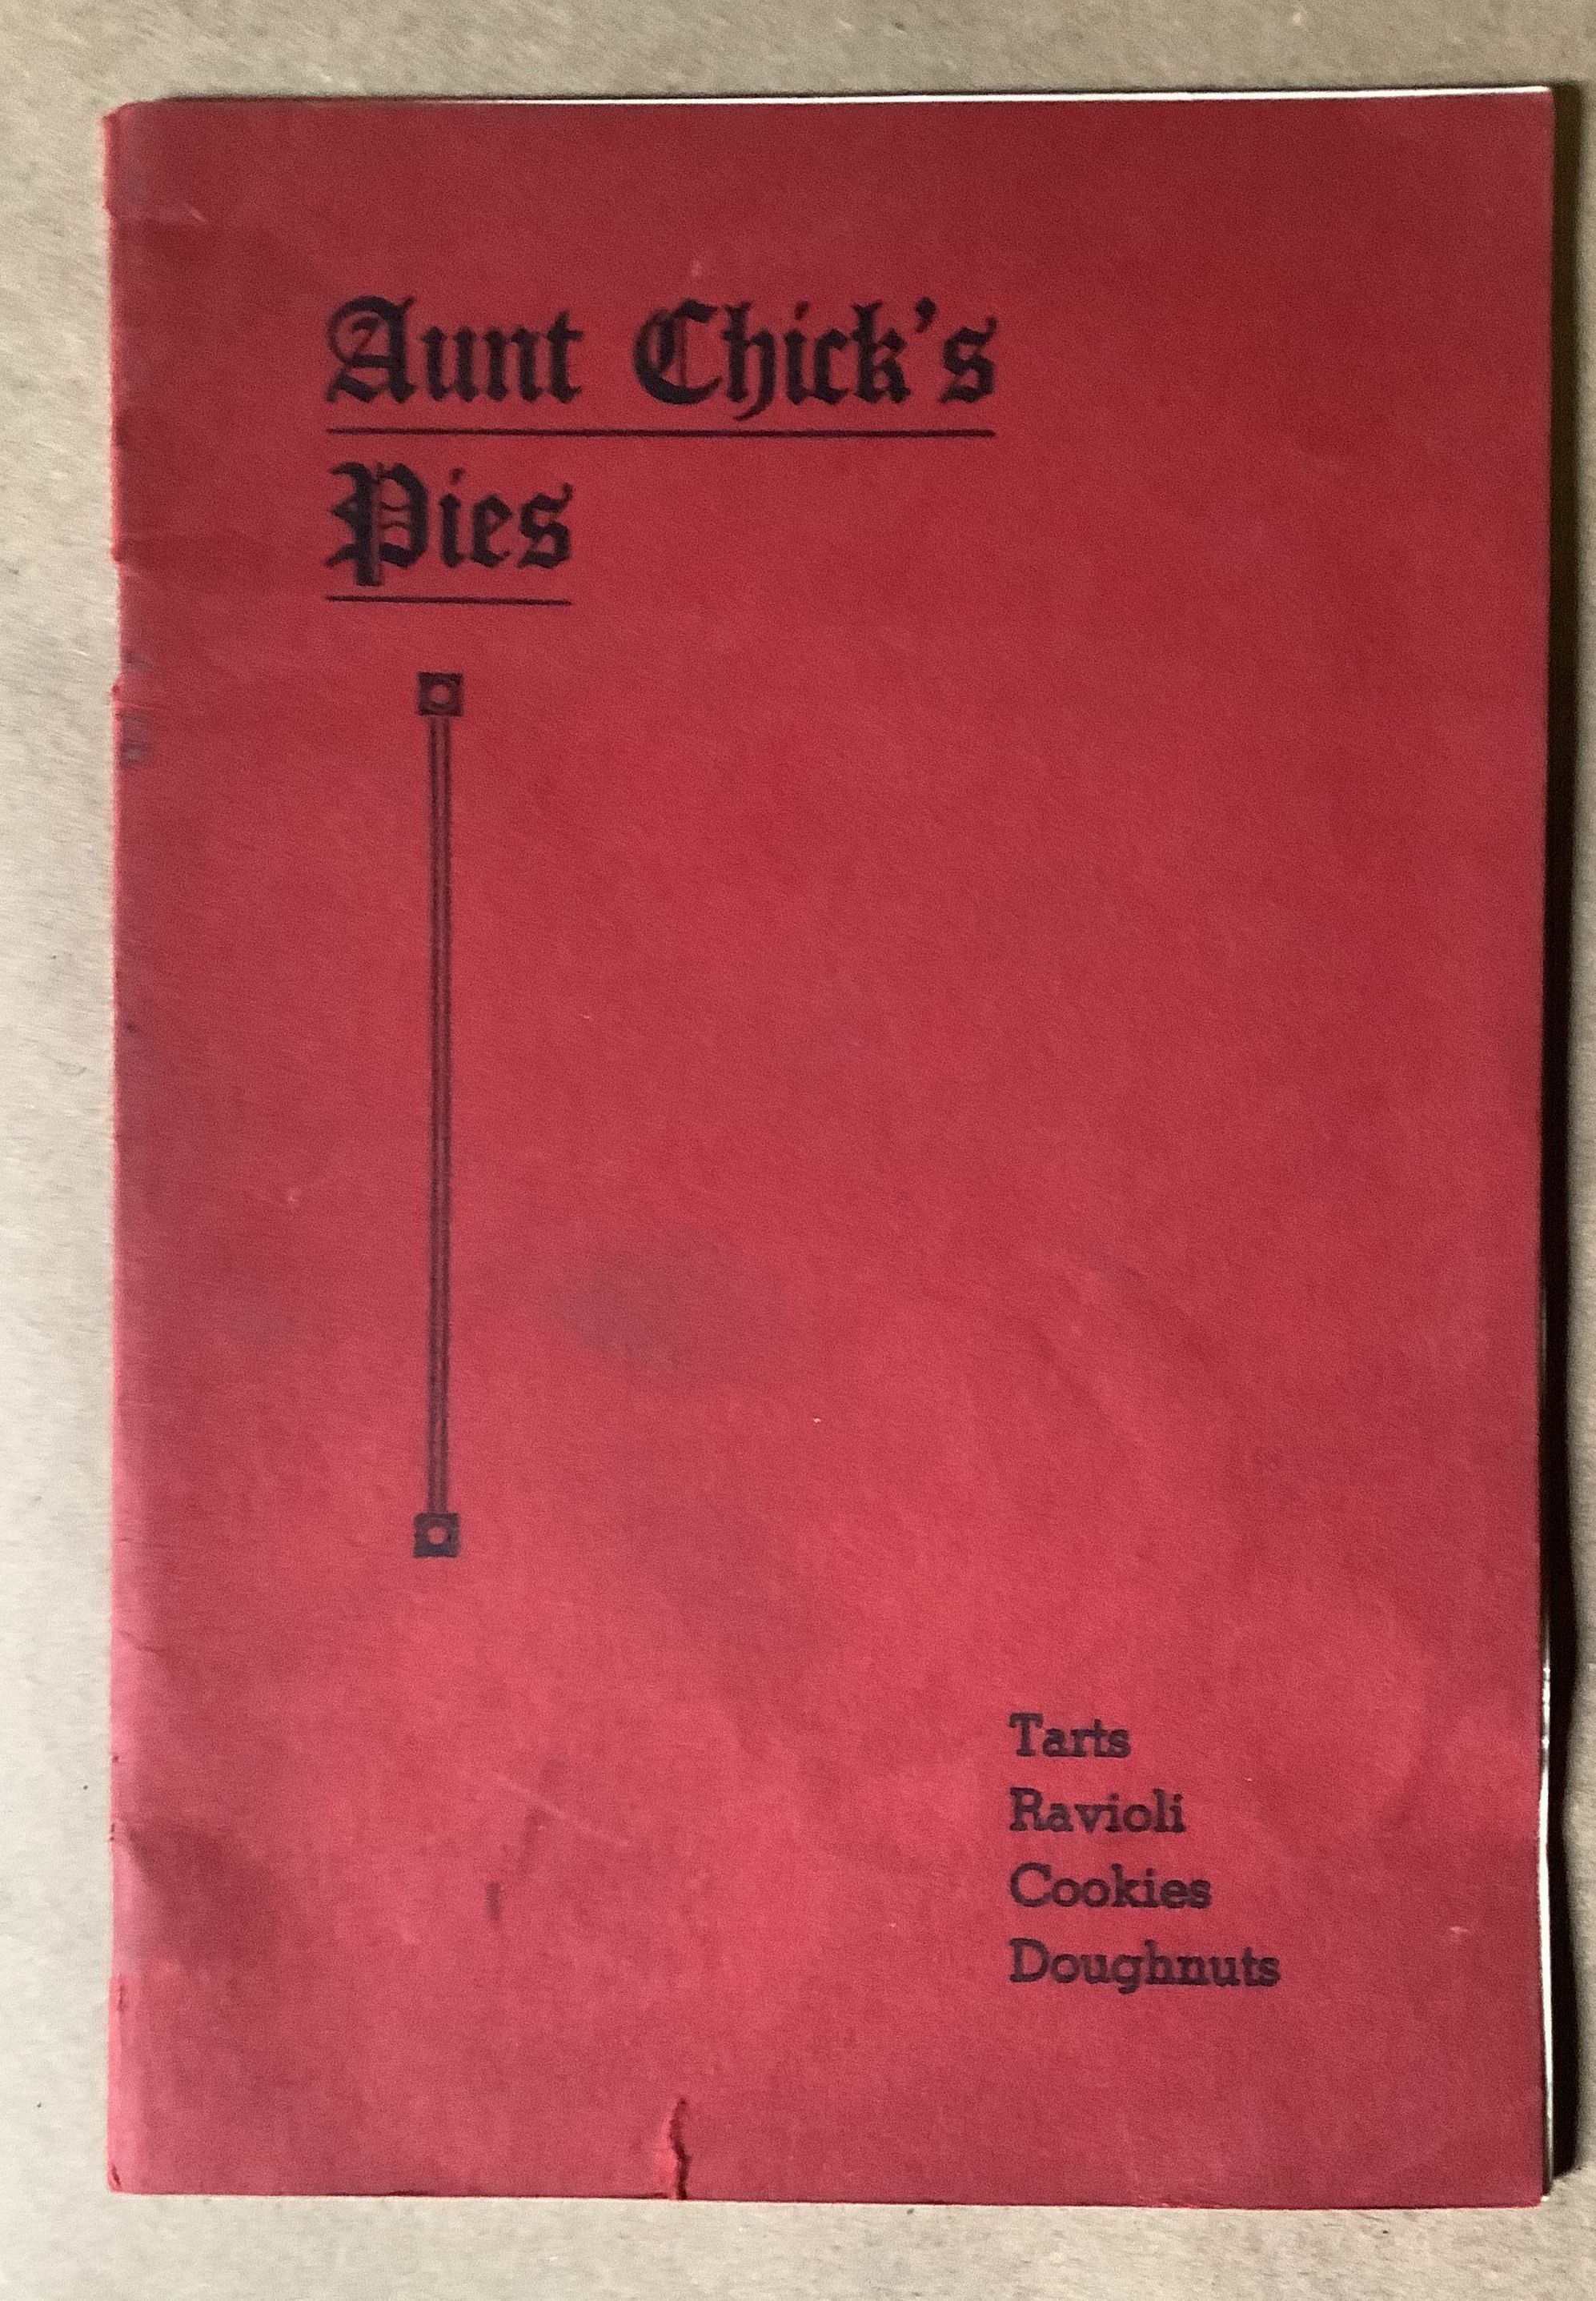 Aunt Chick's
Pies
Tarts
Ravioli
Cookies
Doughnuts